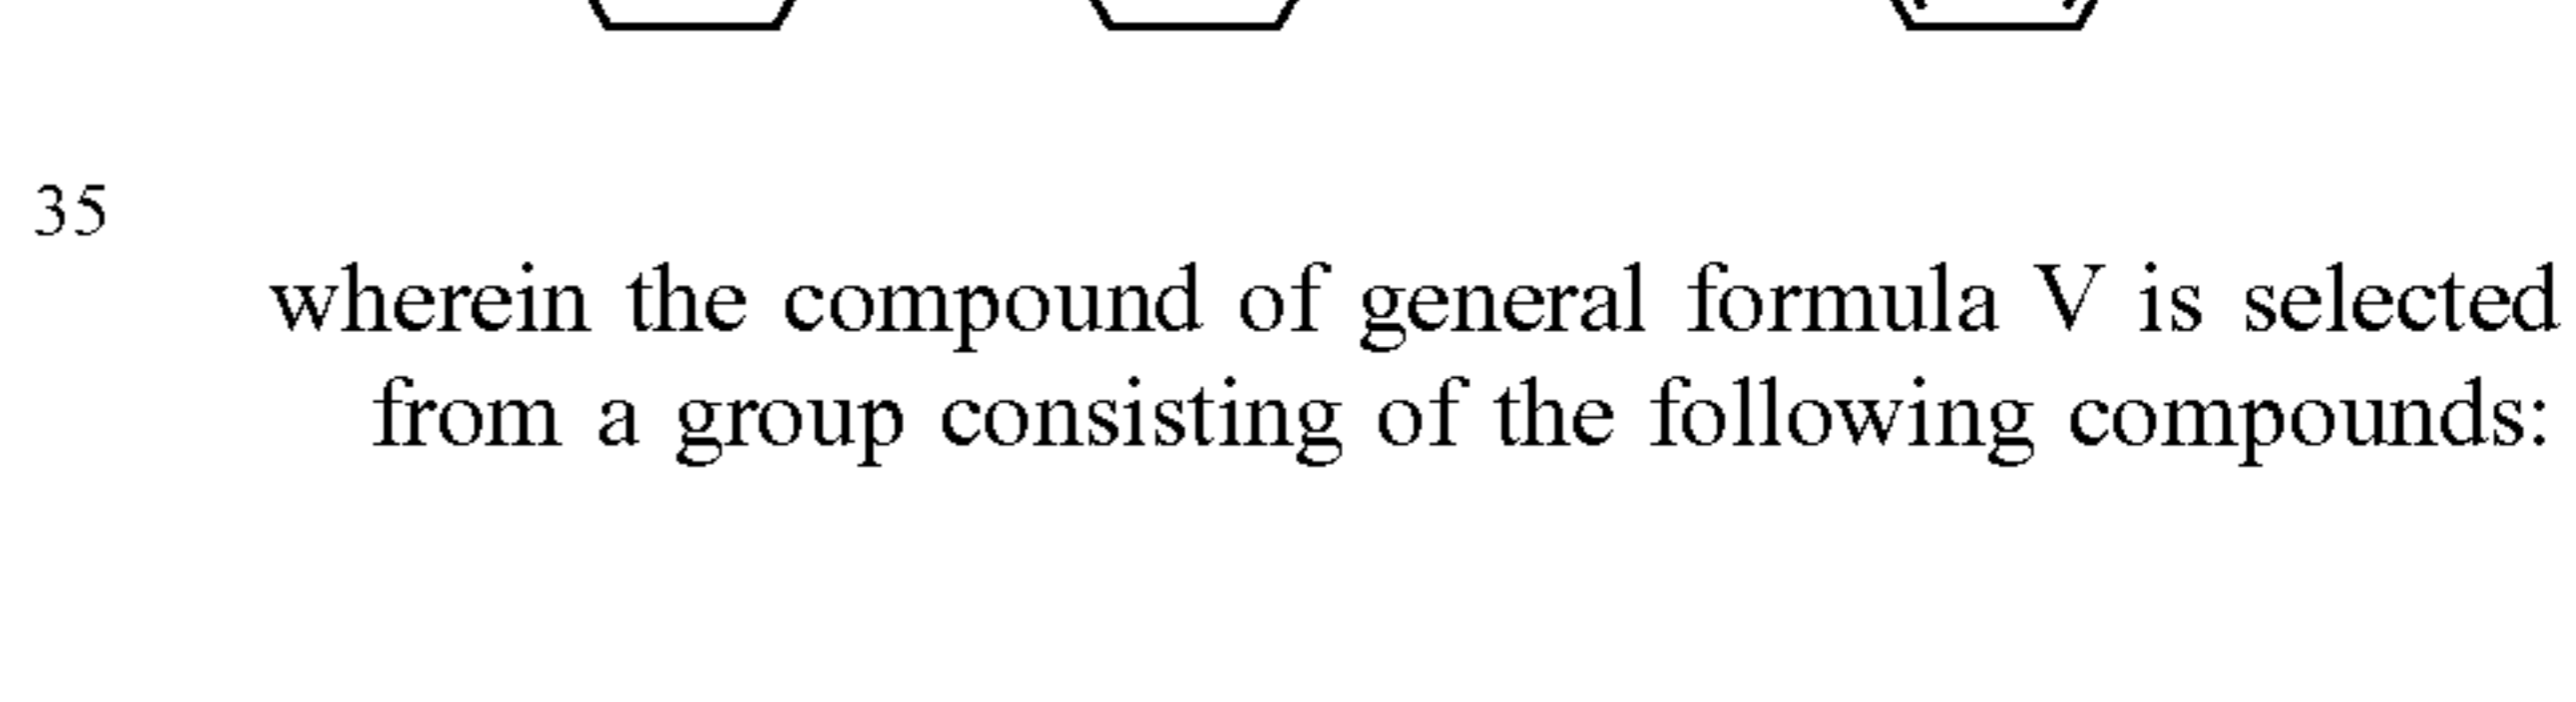 35
wherein the compound of general formula V is selected
from a group consisting of the following compounds: